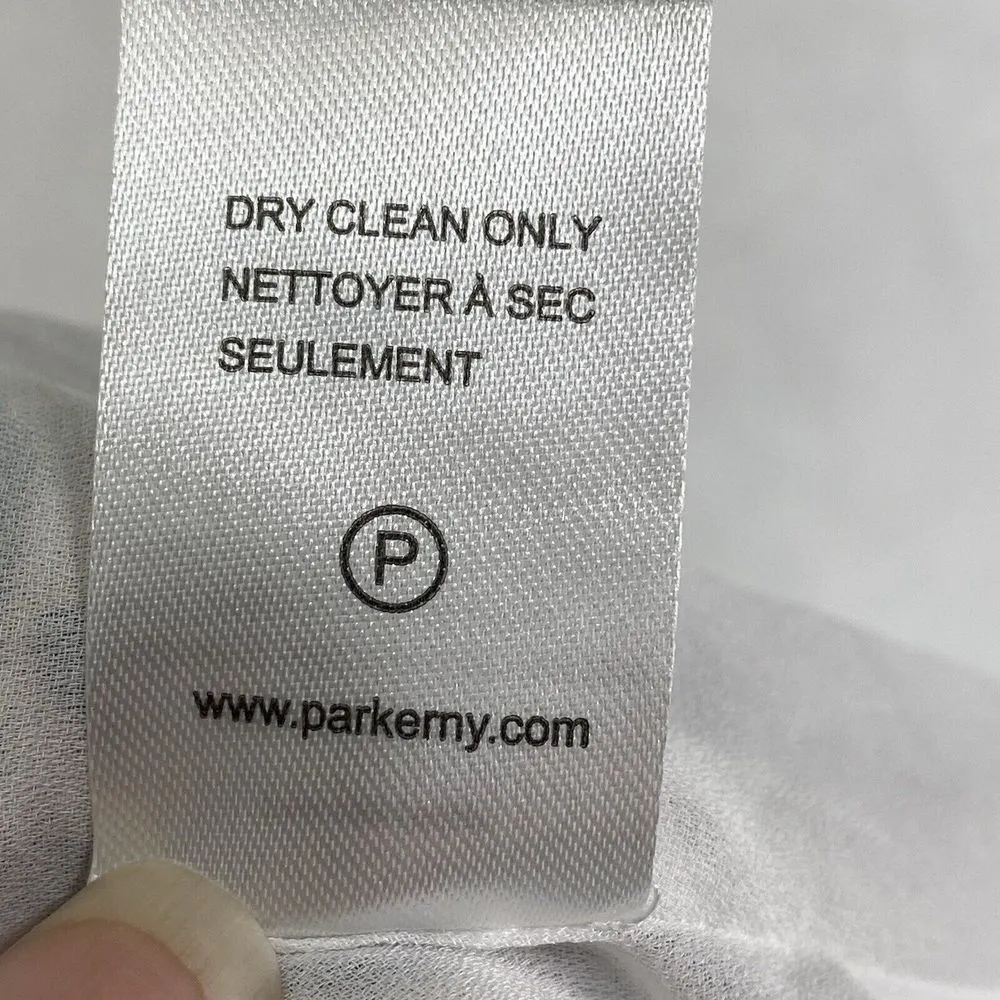 DRY CLEAN ONLY
NETTOYER À SEC
SEULEMENT
P
www.parkerny.com